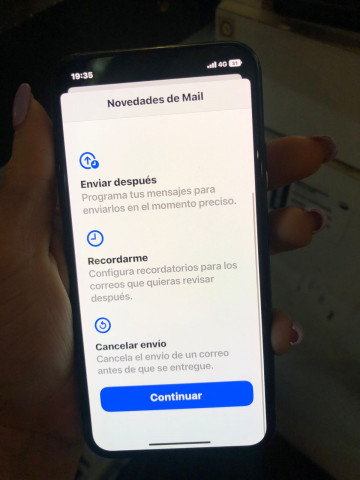 19:35 4G 31
Novedades de Mail
Enviar después
Programa tus mensajes para
enviarlos en el momento preciso.
Recordarme
Configura recordatorios para los
correos que quieras revisar
después.
Cancelar envío
Cancela el envío de un correo
antes de que se entregue.
Continuar